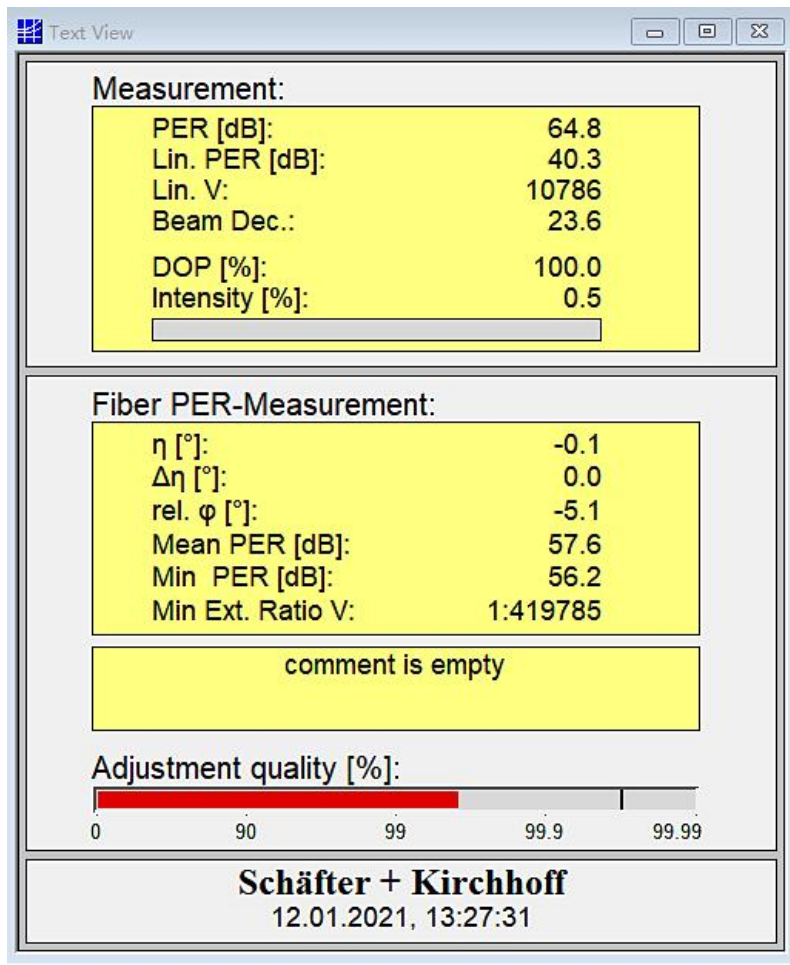 Text View
Measurement:
PER [dB]: 64.8
Lin. PER [dB]: 40.3
Lin. V: 10786
Beam Dec.: 23.6
DOP [%]: 100.0
Intensity [%]: 0.5
Fiber PER-Measurement:
η [°]: -0.1
Δη [°]: 0.0
rel. φ [°]: -5.1
Mean PER [dB]: 57.6
Min PER [dB]: 56.2
Min Ext. Ratio V: 1:419785
comment is empty
Adjustment quality [%]:
0 90 99 99.9 99.99
Schäfter + Kirchhoff
12.01.2021, 13:27:31